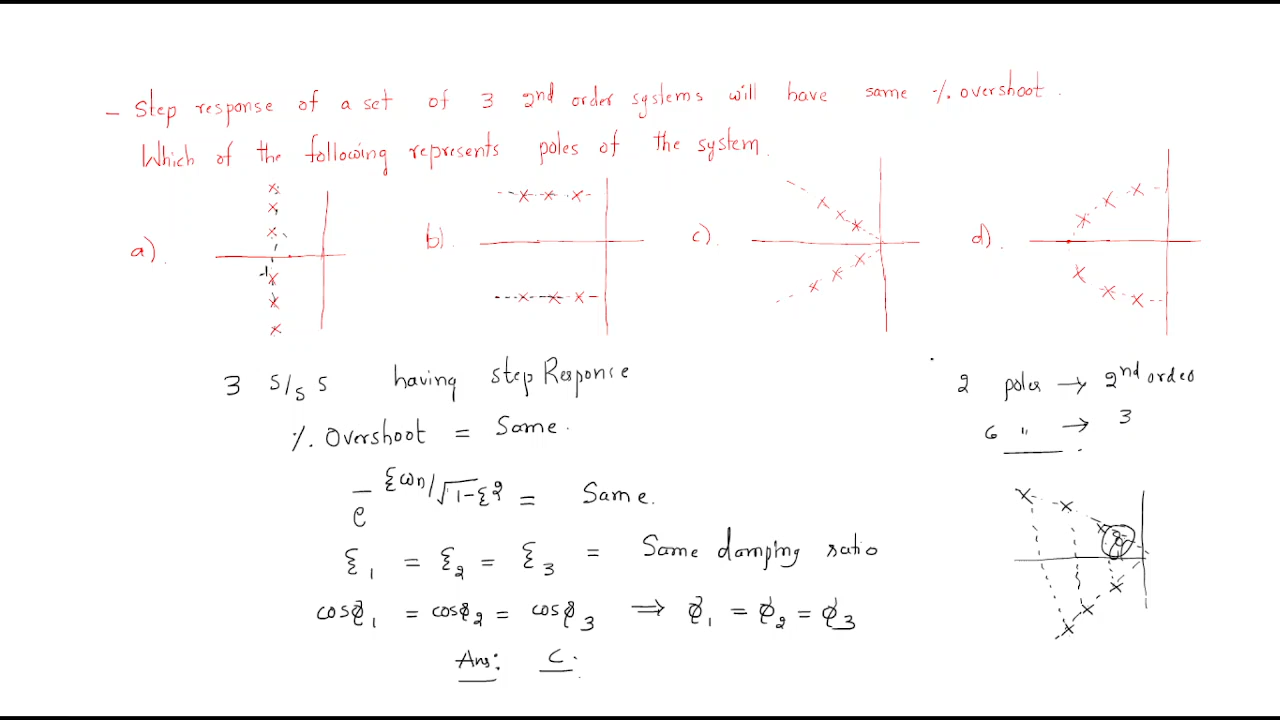 - Step response of a set of 3 2nd order systems will have same %. overshoot.
Which of the following represents poles of the system.
a). b). c). d).
-1
3 S/S S having step Response
%. Overshoot = Same.
e^-ξωn/√1-ξ2 = Same.
ξ1 = ξ2 = ξ3 = Same damping ratio
cosϕ1 = cosϕ2 = cosϕ3 ⟹ ϕ1 = ϕ2 = ϕ3
Ans: C.
2 poles → 2nd order
6 " → 3
ϕ